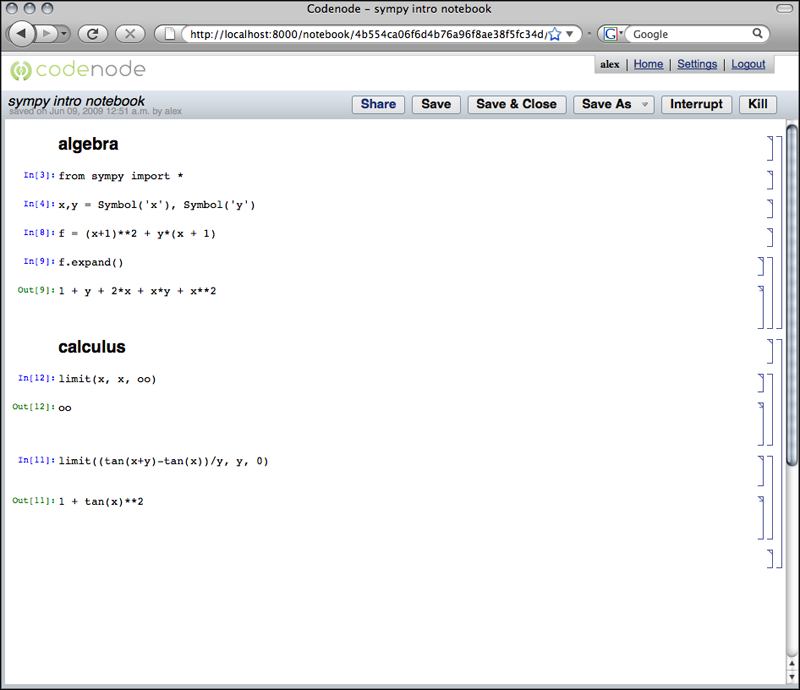 Codenode - sympy intro notebook
http://localhost:8000/notebook/4b554ca06f6d4b76a96f8ae38f5fc34d/
G Google
codenode
alex | Home | Settings | Logout
sympy intro notebook
saved on Jun 09, 2009 12:51 a.m. by alex
Share Save Save & Close Save As Interrupt Kill
algebra
In[3]: from sympy import *
In[4]: x,y = Symbol('x'), Symbol('y')
In[8]: f = (x+1)**2 + y*(x + 1)
In[9]: f.expand()
Out[9]: 1 + y + 2*x + x*y + x**2
calculus
In[12]: limit(x, x, oo)
Out[12]: oo
In[11]: limit((tan(x+y)-tan(x))/y, y, 0)
Out[11]: 1 + tan(x)**2